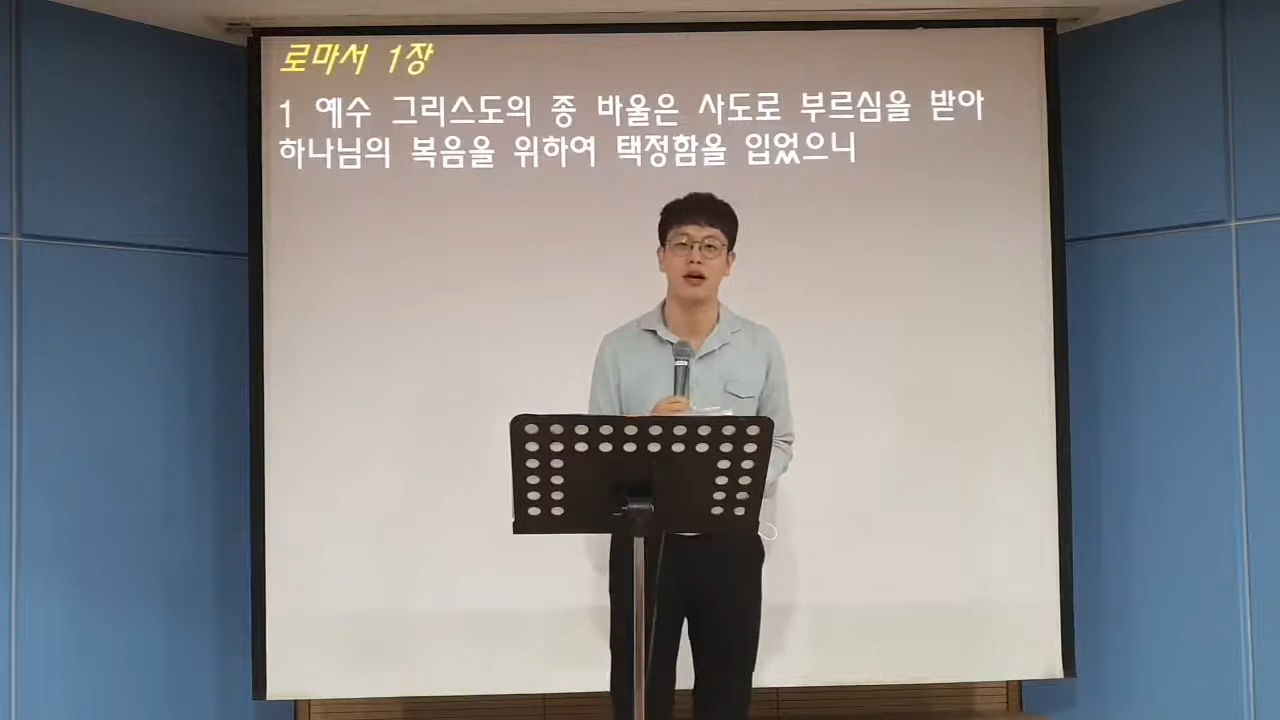 로마서 1장
1 예수 그리스도의 종 바울은 사도로 부르심을 받아
하나님의 복음을 위하여 택정함을 입었으니